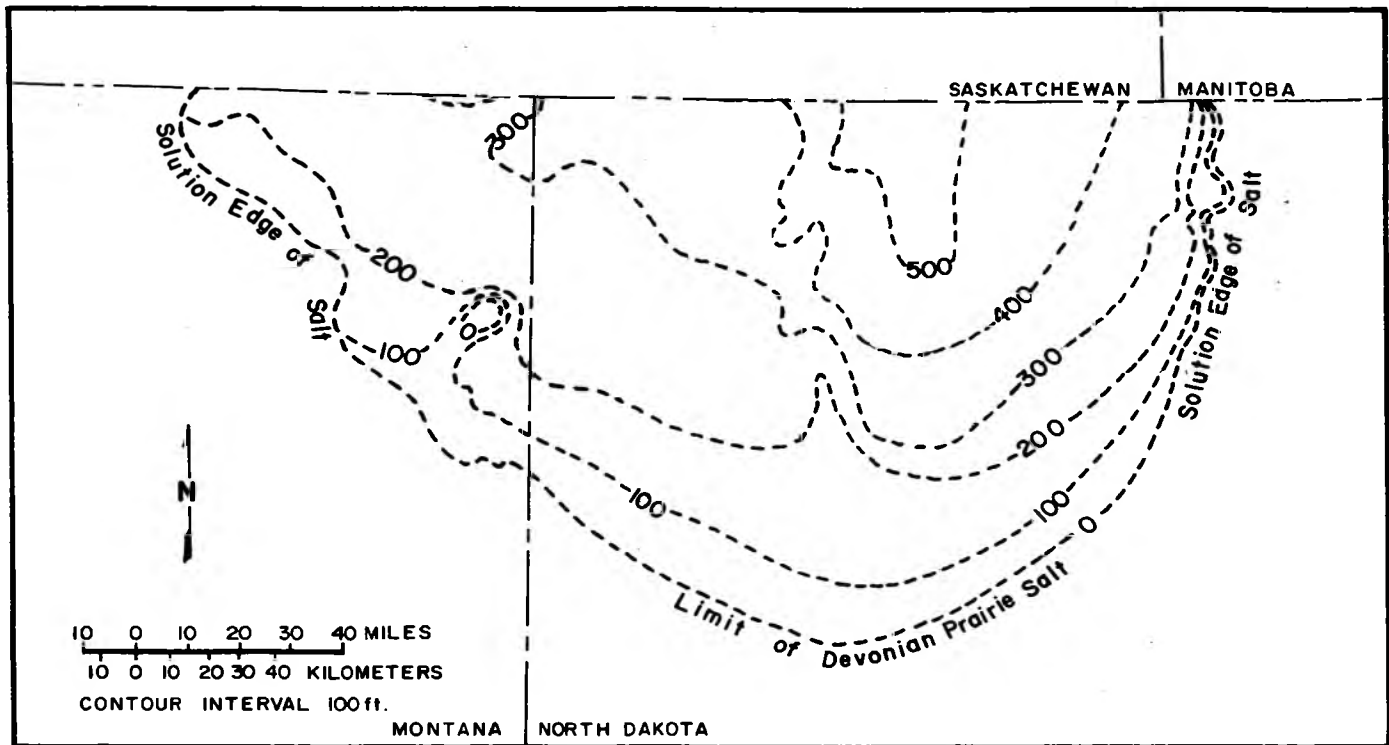 SASKATCHEWAN
MANITOBA
300
Solution Edge of Salt
Solution Edge of Salt
200
500
400
0
100
300
200
100
100
0
N
Limit of Devonian Prairie Salt
10 0 10 20 30 40 MILES
10 0 10 20 30 40 KILOMETERS
CONTOUR INTERVAL 100 ft.
MONTANA
NORTH DAKOTA